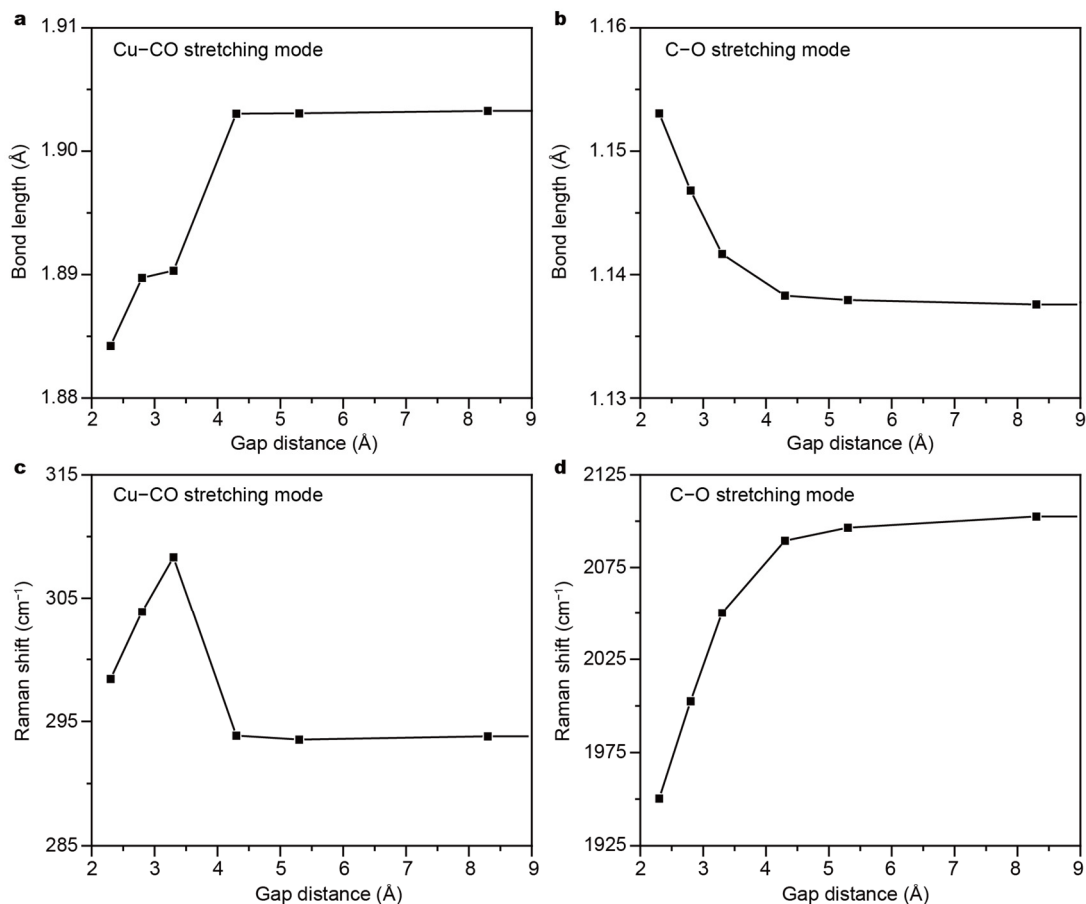 a
Cu−CO stretching mode
1.91
1.90
1.89
1.88
Bond length (Å)
2 3 4 5 6 7 8 9
Gap distance (Å)
b
C−O stretching mode
1.16
1.15
1.14
1.13
Bond length (Å)
2 3 4 5 6 7 8 9
Gap distance (Å)
c
Cu−CO stretching mode
315
305
295
285
Raman shift (cm⁻¹)
2 3 4 5 6 7 8 9
Gap distance (Å)
d
C−O stretching mode
2125
2075
2025
1975
1925
Raman shift (cm⁻¹)
2 3 4 5 6 7 8 9
Gap distance (Å)